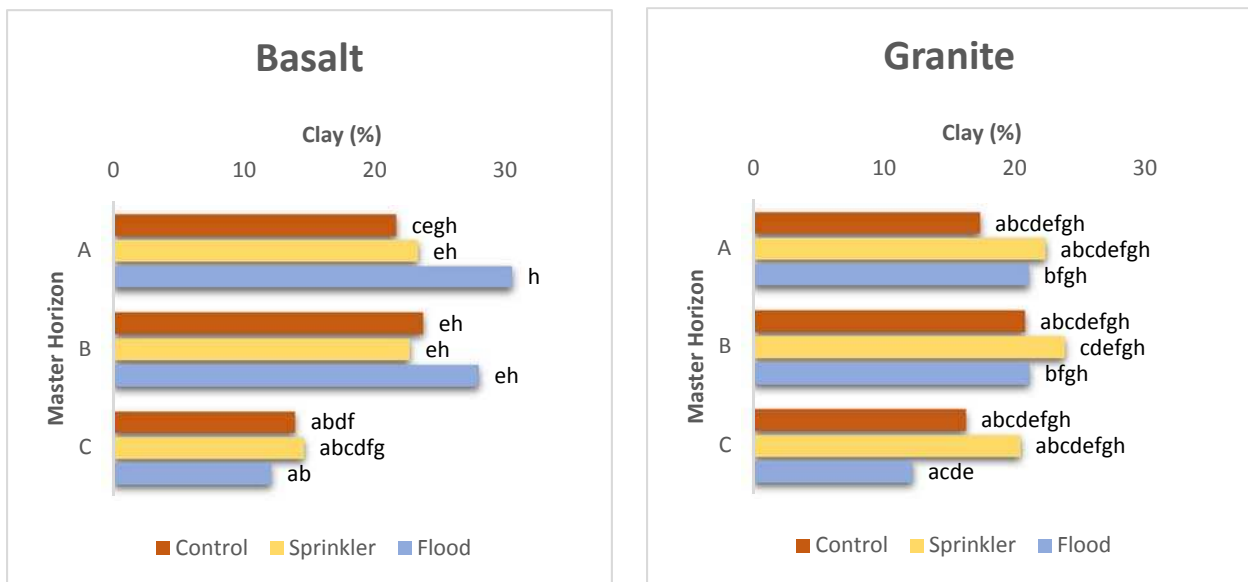 Basalt
Clay (%)
0 10 20 30
Master Horizon
A
cegh
eh
h
B
eh
eh
eh
C
abdf
abcdfg
ab
Control Sprinkler Flood
Granite
Clay (%)
0 10 20 30
Master Horizon
A
abcdefgh
abcdefgh
bfgh
B
abcdefgh
cdefgh
bfgh
C
abcdefgh
abcdefgh
acde
Control Sprinkler Flood